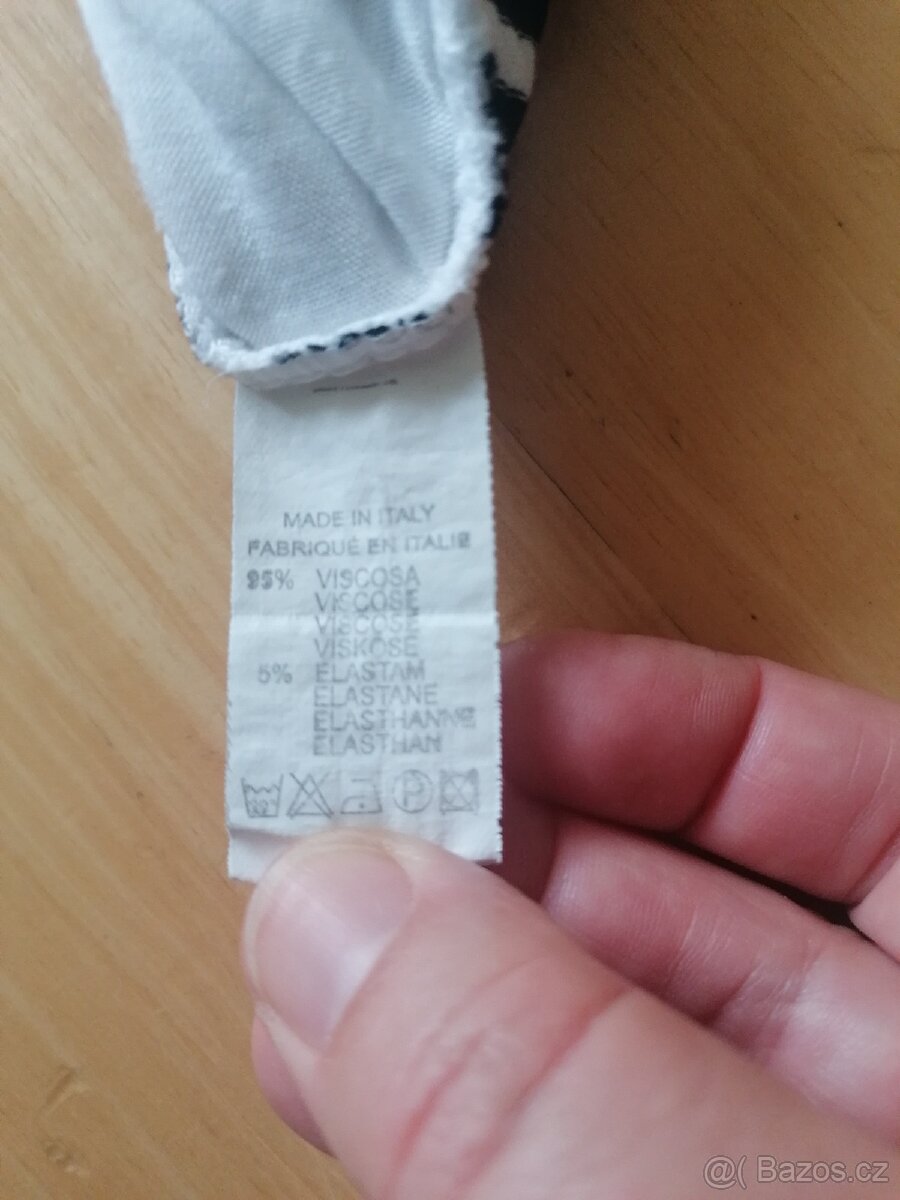 MADE IN ITALY
FABRIQUÉ EN ITALIE
95% VISCOSA
VISCOSE
VISCOSE
VISKOSE
5% ELASTAM
ELASTANE
ELASTHANNE
ELASTHAN
P
@( Bazos.cz